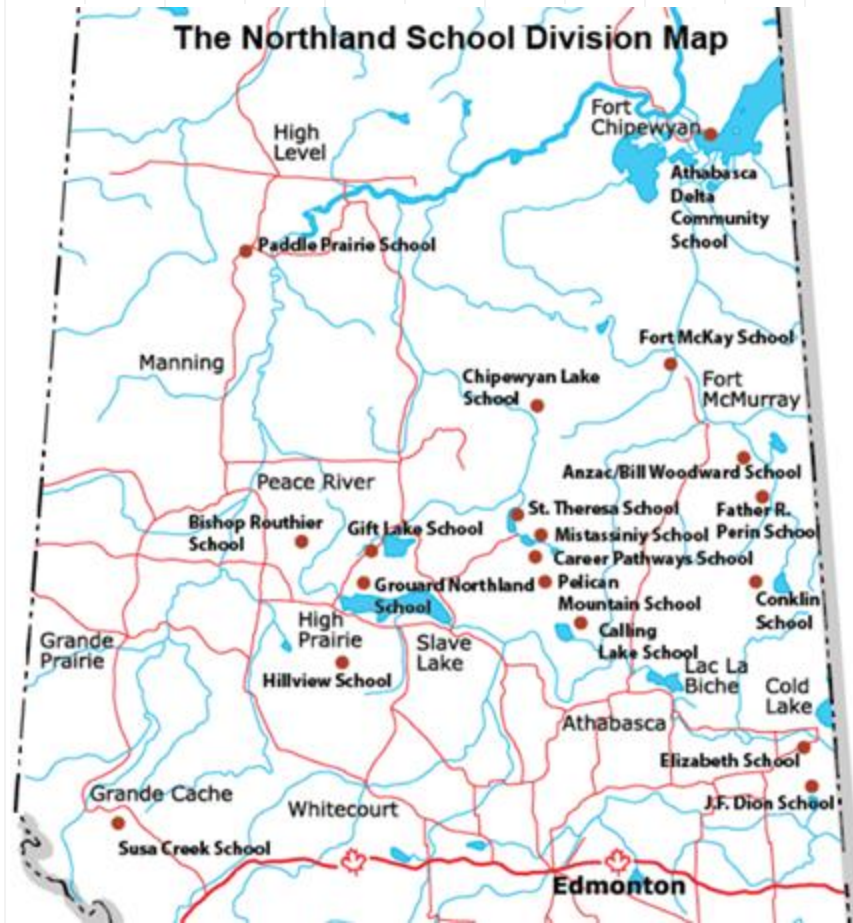 The Northland School Division Map
Fort
Chipewyan
High
Level
Athabasca
Delta
Community
School
Paddle Prairie School
Fort McKay School
Manning
Chipewyan Lake
School
Fort
McMurray
Anzac/Bill Woodward School
Peace River
St. Theresa School
Father R.
Perin School
Bishop Routhier
School
Gift Lake School
Mistassiniy School
Career Pathways School
Grouard Northland
School
Pelican
Mountain School
Conklin
School
High
Prairie
Calling
Lake School
Grande
Prairie
Slave
Lake
Lac La
Biche
Hillview School
Cold
Lake
Athabasca
Elizabeth School
Grande Cache
J.F. Dion School
Whitecourt
Susa Creek School
Edmonton